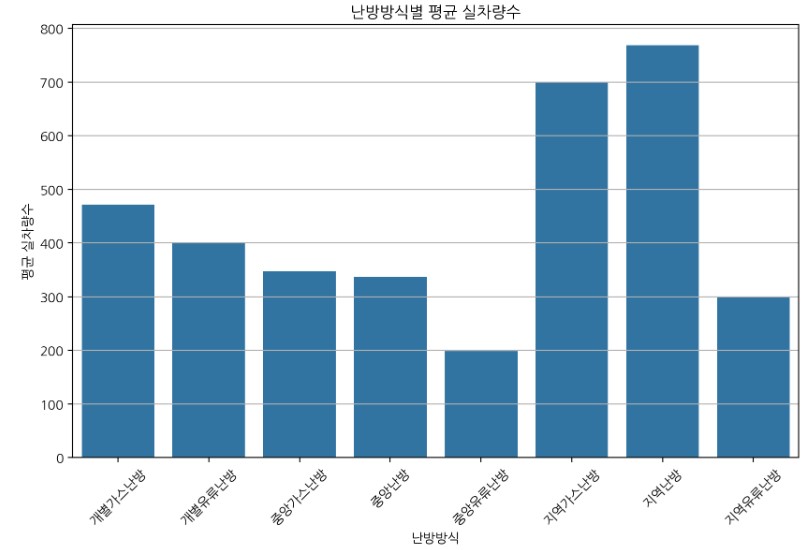 난방방식별 평균 실차량수
평균 실차량수
800
700
600
500
400
300
200
100
0
개별가스난방
개별유류난방
중앙가스난방
중앙난방
중앙유류난방
지역가스난방
지역난방
지역유류난방
난방방식